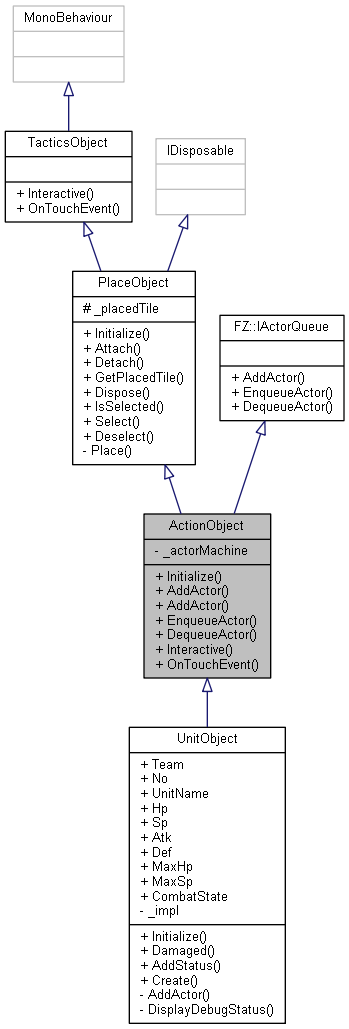 MonoBehaviour
TacticsObject
+ Interactive()
+ OnTouchEvent()
IDisposable
PlaceObject
# _placedTile
+ Initialize()
+ Attach()
+ Detach()
+ GetPlacedTile()
+ Dispose()
+ IsSelected()
+ Select()
+ Deselect()
- Place()
FZ::IActorQueue
+ AddActor()
+ EnqueueActor()
+ DequeueActor()
ActionObject
- _actorMachine
+ Initialize()
+ AddActor()
+ AddActor()
+ EnqueueActor()
+ DequeueActor()
+ Interactive()
+ OnTouchEvent()
UnitObject
+ Team
+ No
+ UnitName
+ Hp
+ Sp
+ Atk
+ Def
+ MaxHp
+ MaxSp
+ CombatState
- _impl
+ Initialize()
+ Damaged()
+ AddStatus()
+ Create()
- AddActor()
- DisplayDebugStatus()